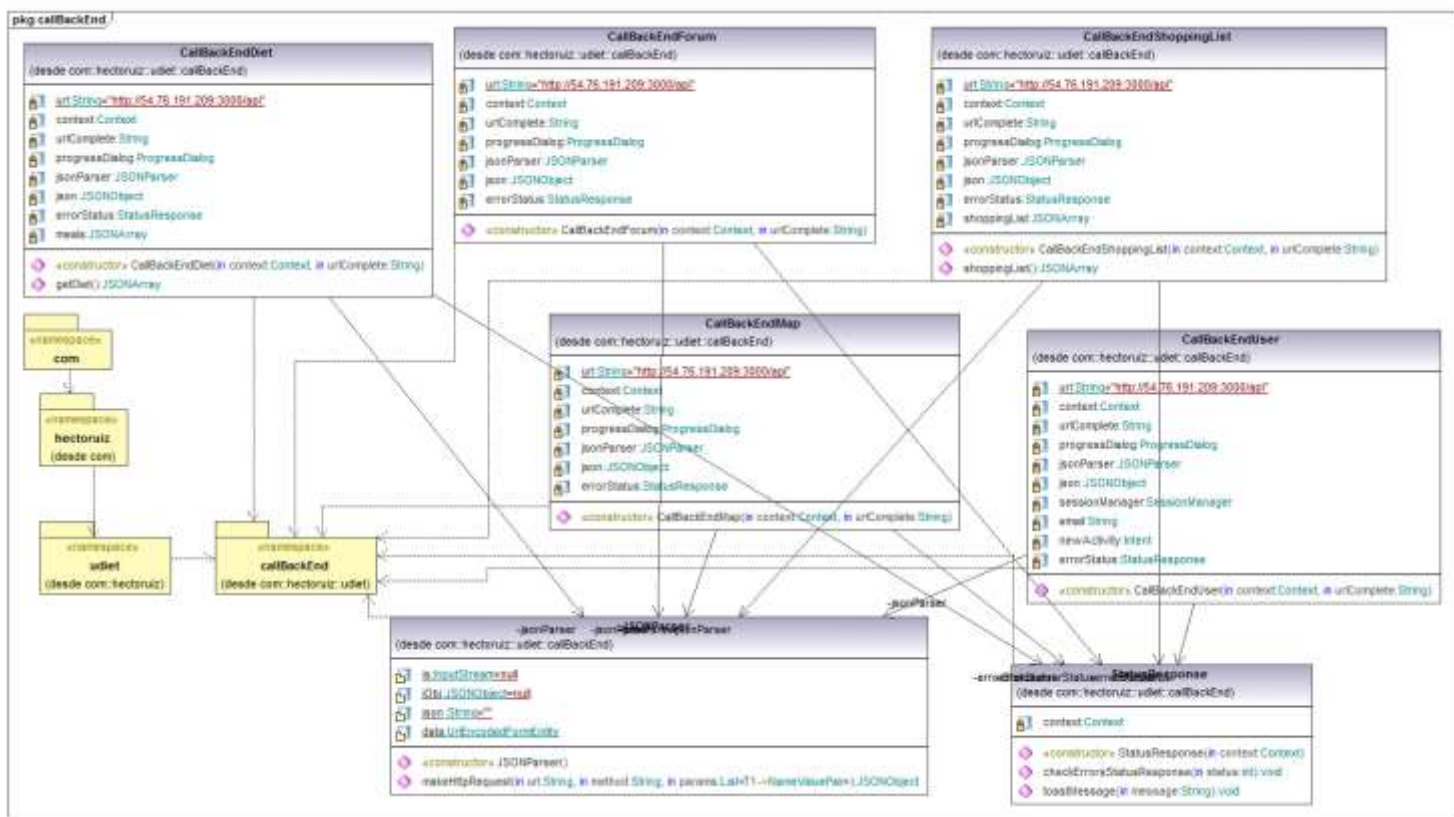 pkg callBackEnd
CallBackEndDiet
(desde com::hectoruiz::udiet::callBackEnd)
url:String="http://54.76.191.209:3000/api"
context:Context
urlComplete:String
progressDialog:ProgressDialog
jsonParser:JSONParser
json:JSONObject
errorStatus:StatusResponse
meals:JSONArray
«constructor» CallBackEndDiet(in context:Context, in urlComplete:String)
getDiet():JSONArray
CallBackEndForum
(desde com::hectoruiz::udiet::callBackEnd)
url:String="http://54.76.191.209:3000/api"
context:Context
urlComplete:String
progressDialog:ProgressDialog
jsonParser:JSONParser
json:JSONObject
errorStatus:StatusResponse
«constructor» CallBackEndForum(in context:Context, in urlComplete:String)
CallBackEndShoppingList
(desde com::hectoruiz::udiet::callBackEnd)
url:String="http://54.76.191.209:3000/api"
context:Context
urlComplete:String
progressDialog:ProgressDialog
jsonParser:JSONParser
json:JSONObject
errorStatus:StatusResponse
shoppingList:JSONArray
«constructor» CallBackEndShoppingList(in context:Context, in urlComplete:String)
shoppingList():JSONArray
«namespace»
com
«namespace»
hectoruiz
(desde com)
«namespace»
udiet
(desde com::hectoruiz)
«namespace»
callBackEnd
(desde com::hectoruiz::udiet)
CallBackEndMap
(desde com::hectoruiz::udiet::callBackEnd)
url:String="http://54.76.191.209:3000/api"
context:Context
urlComplete:String
progressDialog:ProgressDialog
jsonParser:JSONParser
json:JSONObject
errorStatus:StatusResponse
«constructor» CallBackEndMap(in context:Context, in urlComplete:String)
CallBackEndUser
(desde com::hectoruiz::udiet::callBackEnd)
url:String="http://54.76.191.209:3000/api"
context:Context
urlComplete:String
progressDialog:ProgressDialog
jsonParser:JSONParser
json:JSONObject
sessionManager:SessionManager
email:String
newActivity:Intent
errorStatus:StatusResponse
«constructor» CallBackEndUser(in context:Context, in urlComplete:String)
-jsonParser
-jsonParser
JSONParser
(desde com::hectoruiz::udiet::callBackEnd)
is:InputStream=null
jObj:JSONObject=null
json:String=""
data:UrlEncodedFormEntity
«constructor» JSONParser()
makeHttpRequest(in url:String, in method:String, in params:List<T1->NameValuePair>):JSONObject
StatusResponse
(desde com::hectoruiz::udiet::callBackEnd)
context:Context
«constructor» StatusResponse(in context:Context)
checkErrorsStatusResponse(in status:int):void
toastMessage(in message:String):void